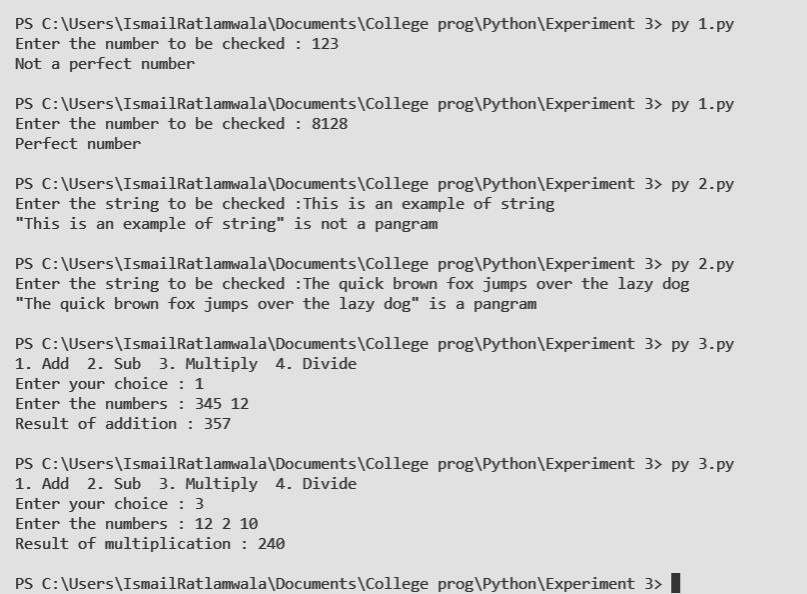 PS C:\Users\IsmailRatlamwala\Documents\College prog\Python\Experiment 3> py 1.py
Enter the number to be checked : 123
Not a perfect number
PS C:\Users\IsmailRatlamwala\Documents\College prog\Python\Experiment 3> py 1.py
Enter the number to be checked : 8128
Perfect number
PS C:\Users\IsmailRatlamwala\Documents\College prog\Python\Experiment 3> py 2.py
Enter the string to be checked :This is an example of string
"This is an example of string" is not a pangram
PS C:\Users\IsmailRatlamwala\Documents\College prog\Python\Experiment 3> py 2.py
Enter the string to be checked :The quick brown fox jumps over the lazy dog
"The quick brown fox jumps over the lazy dog" is a pangram
PS C:\Users\IsmailRatlamwala\Documents\College prog\Python\Experiment 3> py 3.py
1. Add  2. Sub  3. Multiply  4. Divide
Enter your choice : 1
Enter the numbers : 345 12
Result of addition : 357
PS C:\Users\IsmailRatlamwala\Documents\College prog\Python\Experiment 3> py 3.py
1. Add  2. Sub  3. Multiply  4. Divide
Enter your choice : 3
Enter the numbers : 12 2 10
Result of multiplication : 240
PS C:\Users\IsmailRatlamwala\Documents\College prog\Python\Experiment 3>